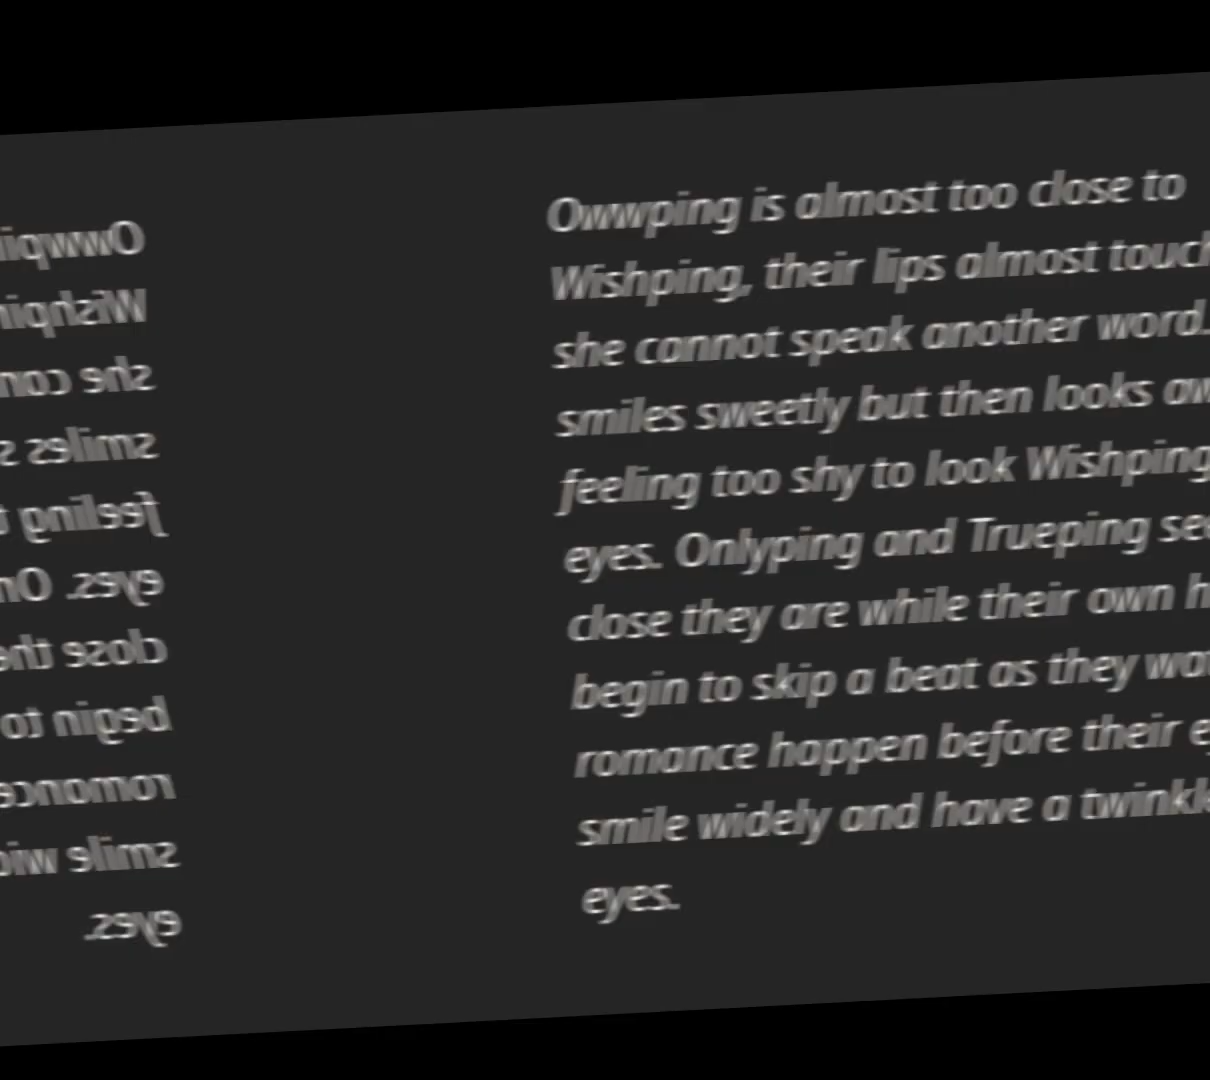 Owwping is almost too close to
Wishping, their lips almost touch
she cannot speak another word.
smiles sweetly but then looks
feeling too shy to look Wishping
eyes. Onlyping and Trueping
close they are while their own
begin to skip a beat as they
romance happen before their
smile widely and have a
eyes.